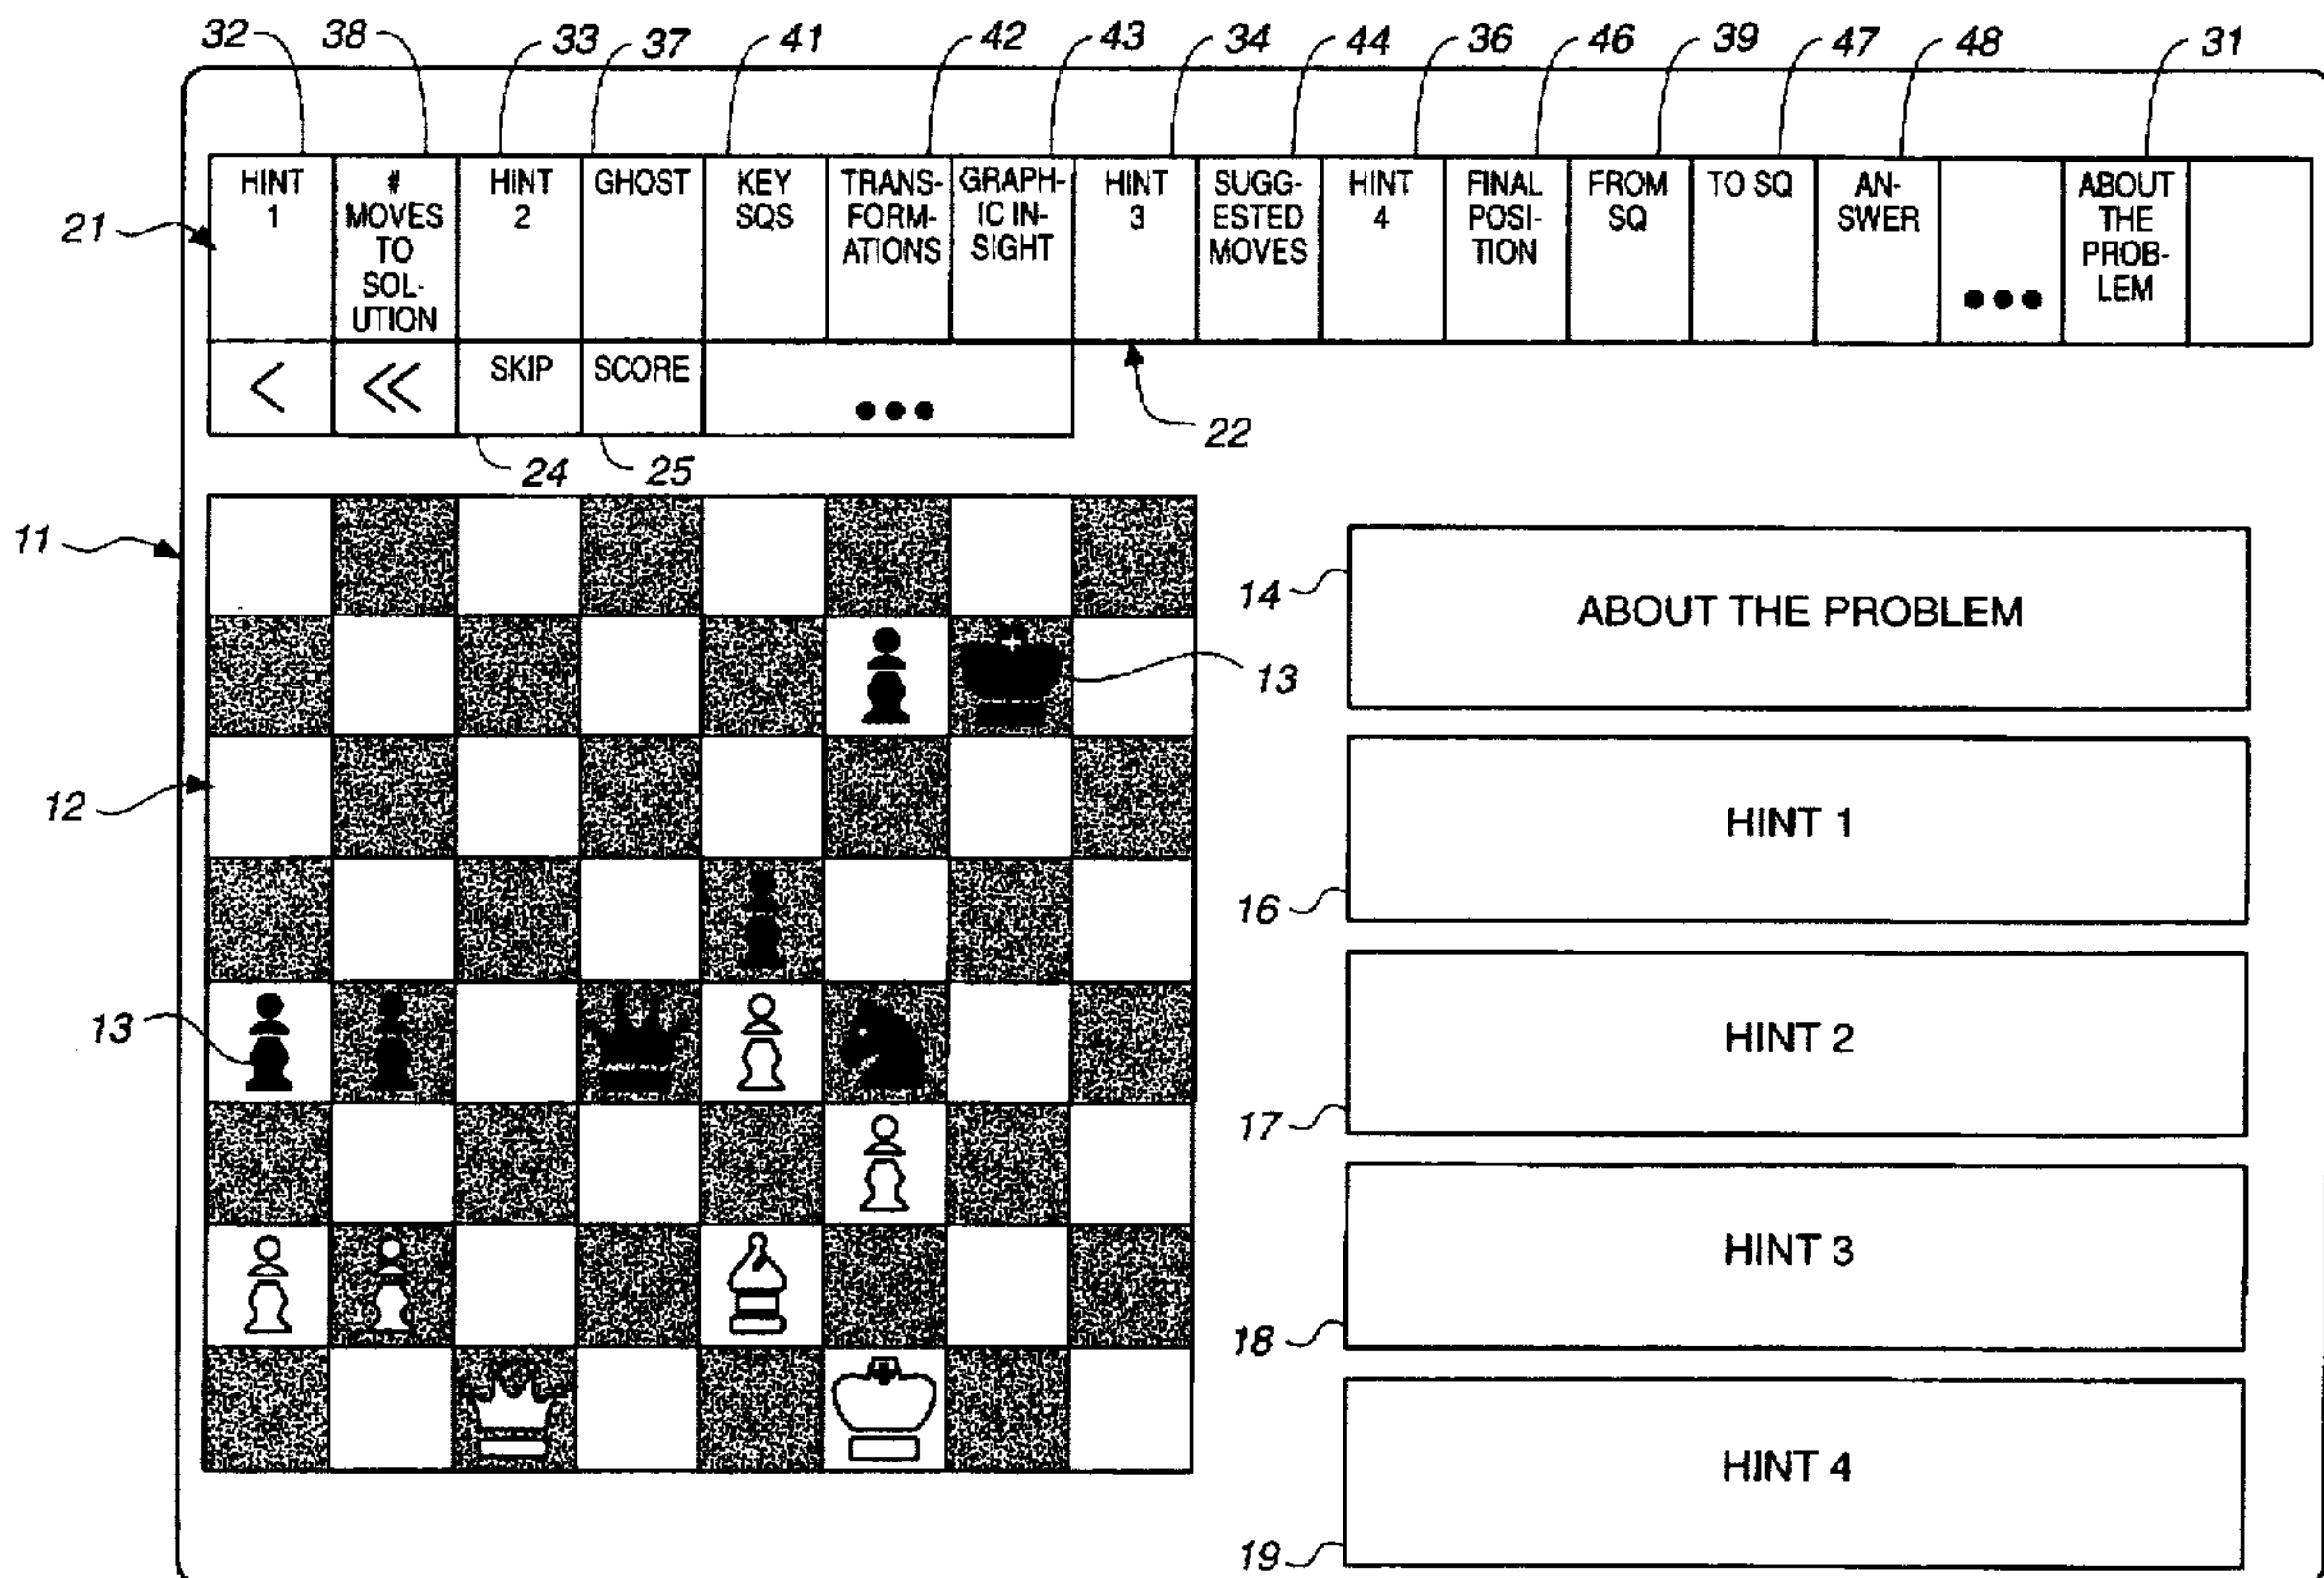 32 38 33 37 41 42 43 34 44 36 46 39 47 48 31
21
HINT
1
#
MOVES
TO
SOL-
UTION
HINT
2
GHOST
KEY
SQS
TRANS-
FORM-
ATIONS
GRAPH-
IC IN-
SIGHT
HINT
3
SUGG-
ESTED
MOVES
HINT
4
FINAL
POSI-
TION
FROM
SQ
TO SQ
AN-
SWER
•••
ABOUT
THE
PROB-
LEM
< << SKIP SCORE •••
22
24 25
11
14
ABOUT THE PROBLEM
13
12
HINT 1
16
13
HINT 2
17
HINT 3
18
HINT 4
19